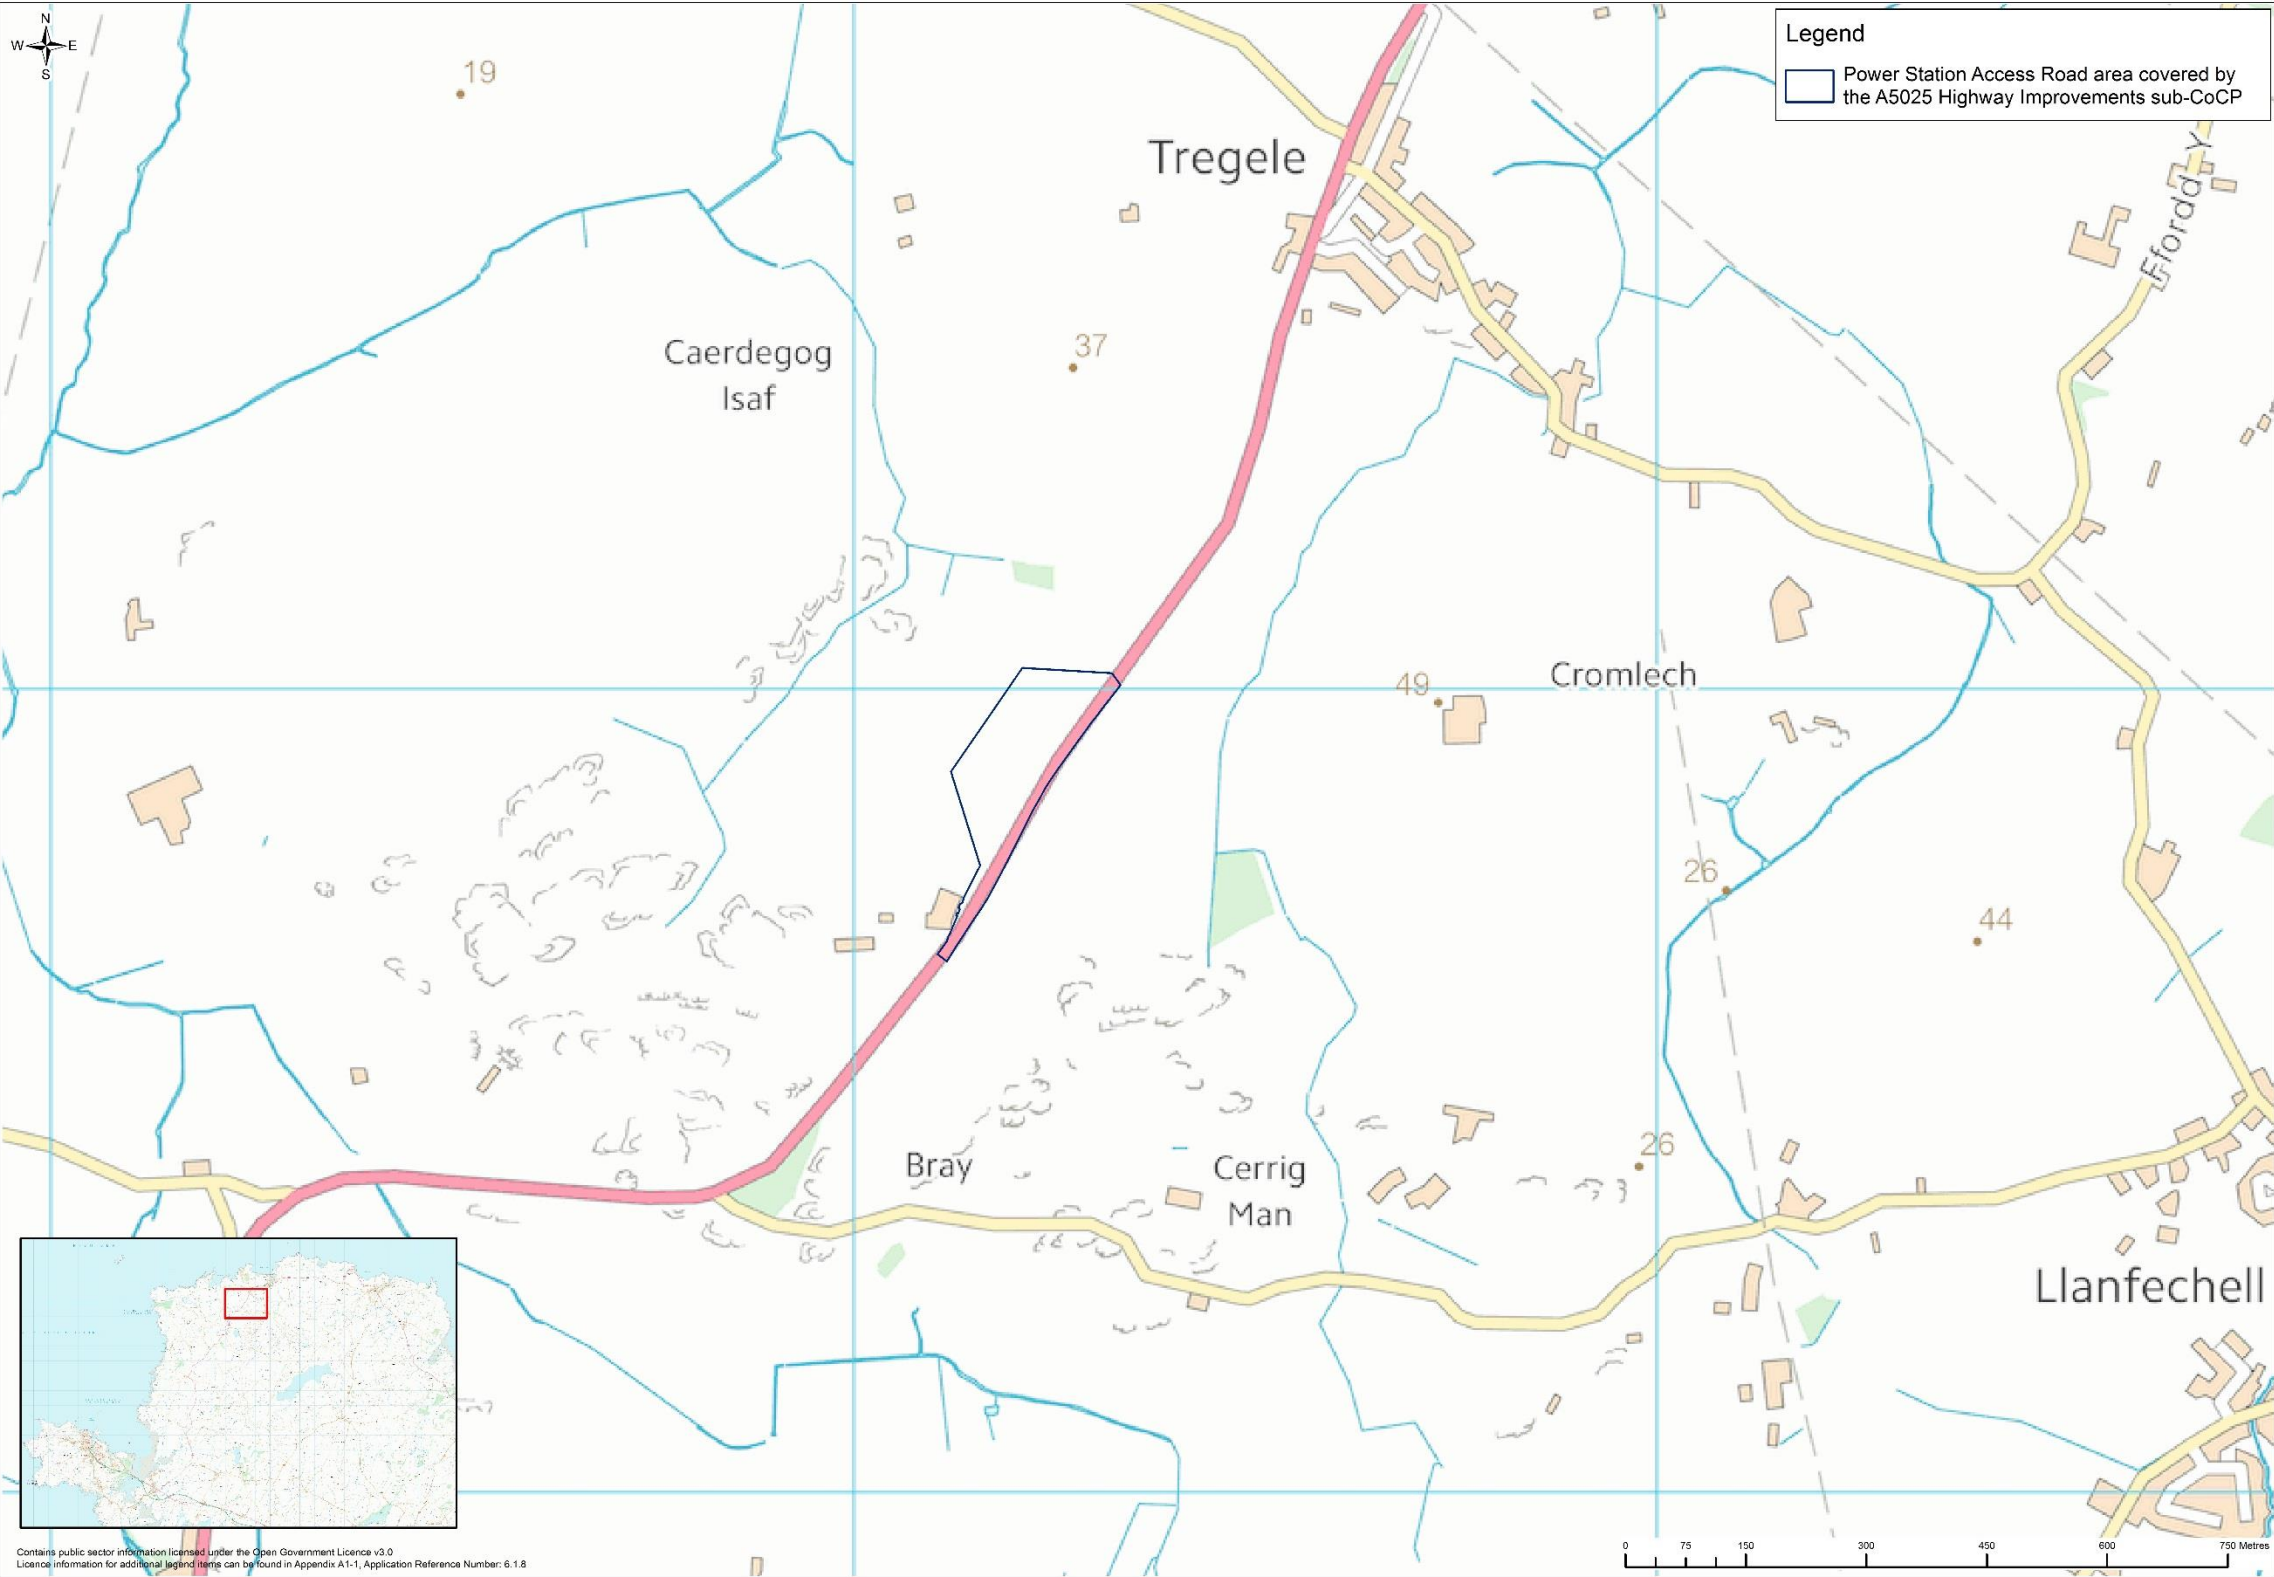 N
W E
S
19
Legend
Power Station Access Road area covered by
the A5025 Highway Improvements sub-CoCP
Tregele
Ffordd Y
Caerdegog
Isaf
37
49
Cromlech
26
44
Bray
Cerrig
Man
26
Llanfechell
Contains public sector information licensed under the Open Government Licence v3.0
Licence information for additional legend items can be found in Appendix A1-1, Application Reference Number: 6.1.8
0 75 150 300 450 600 750 Metres